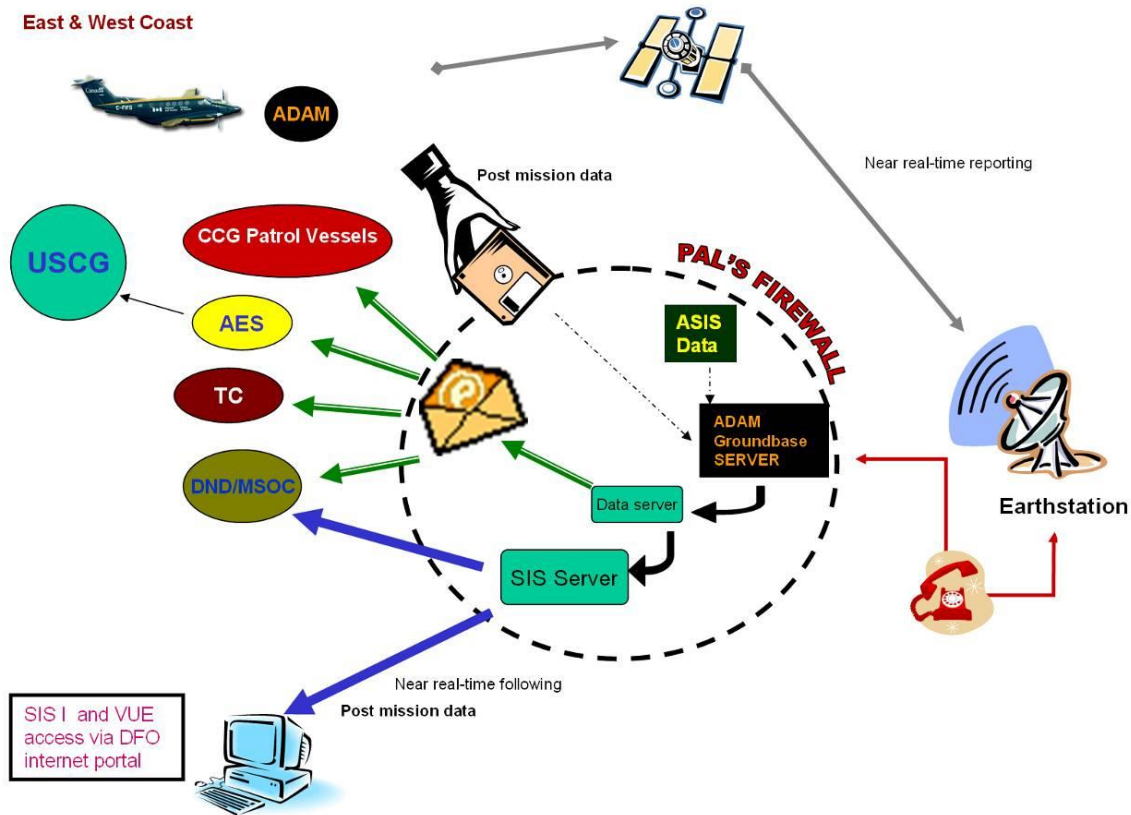 East & West Coast
ADAM
Near real-time reporting
Post mission data
CCG Patrol Vessels
USCG
PAL'S FIREWALL
ASIS
Data
AES
TC
ADAM
Groundbase
SERVER
DND/MSOC
Data server
Earthstation
SIS Server
Near real-time following
Post mission data
SIS I and VUE
access via DFO
internet portal